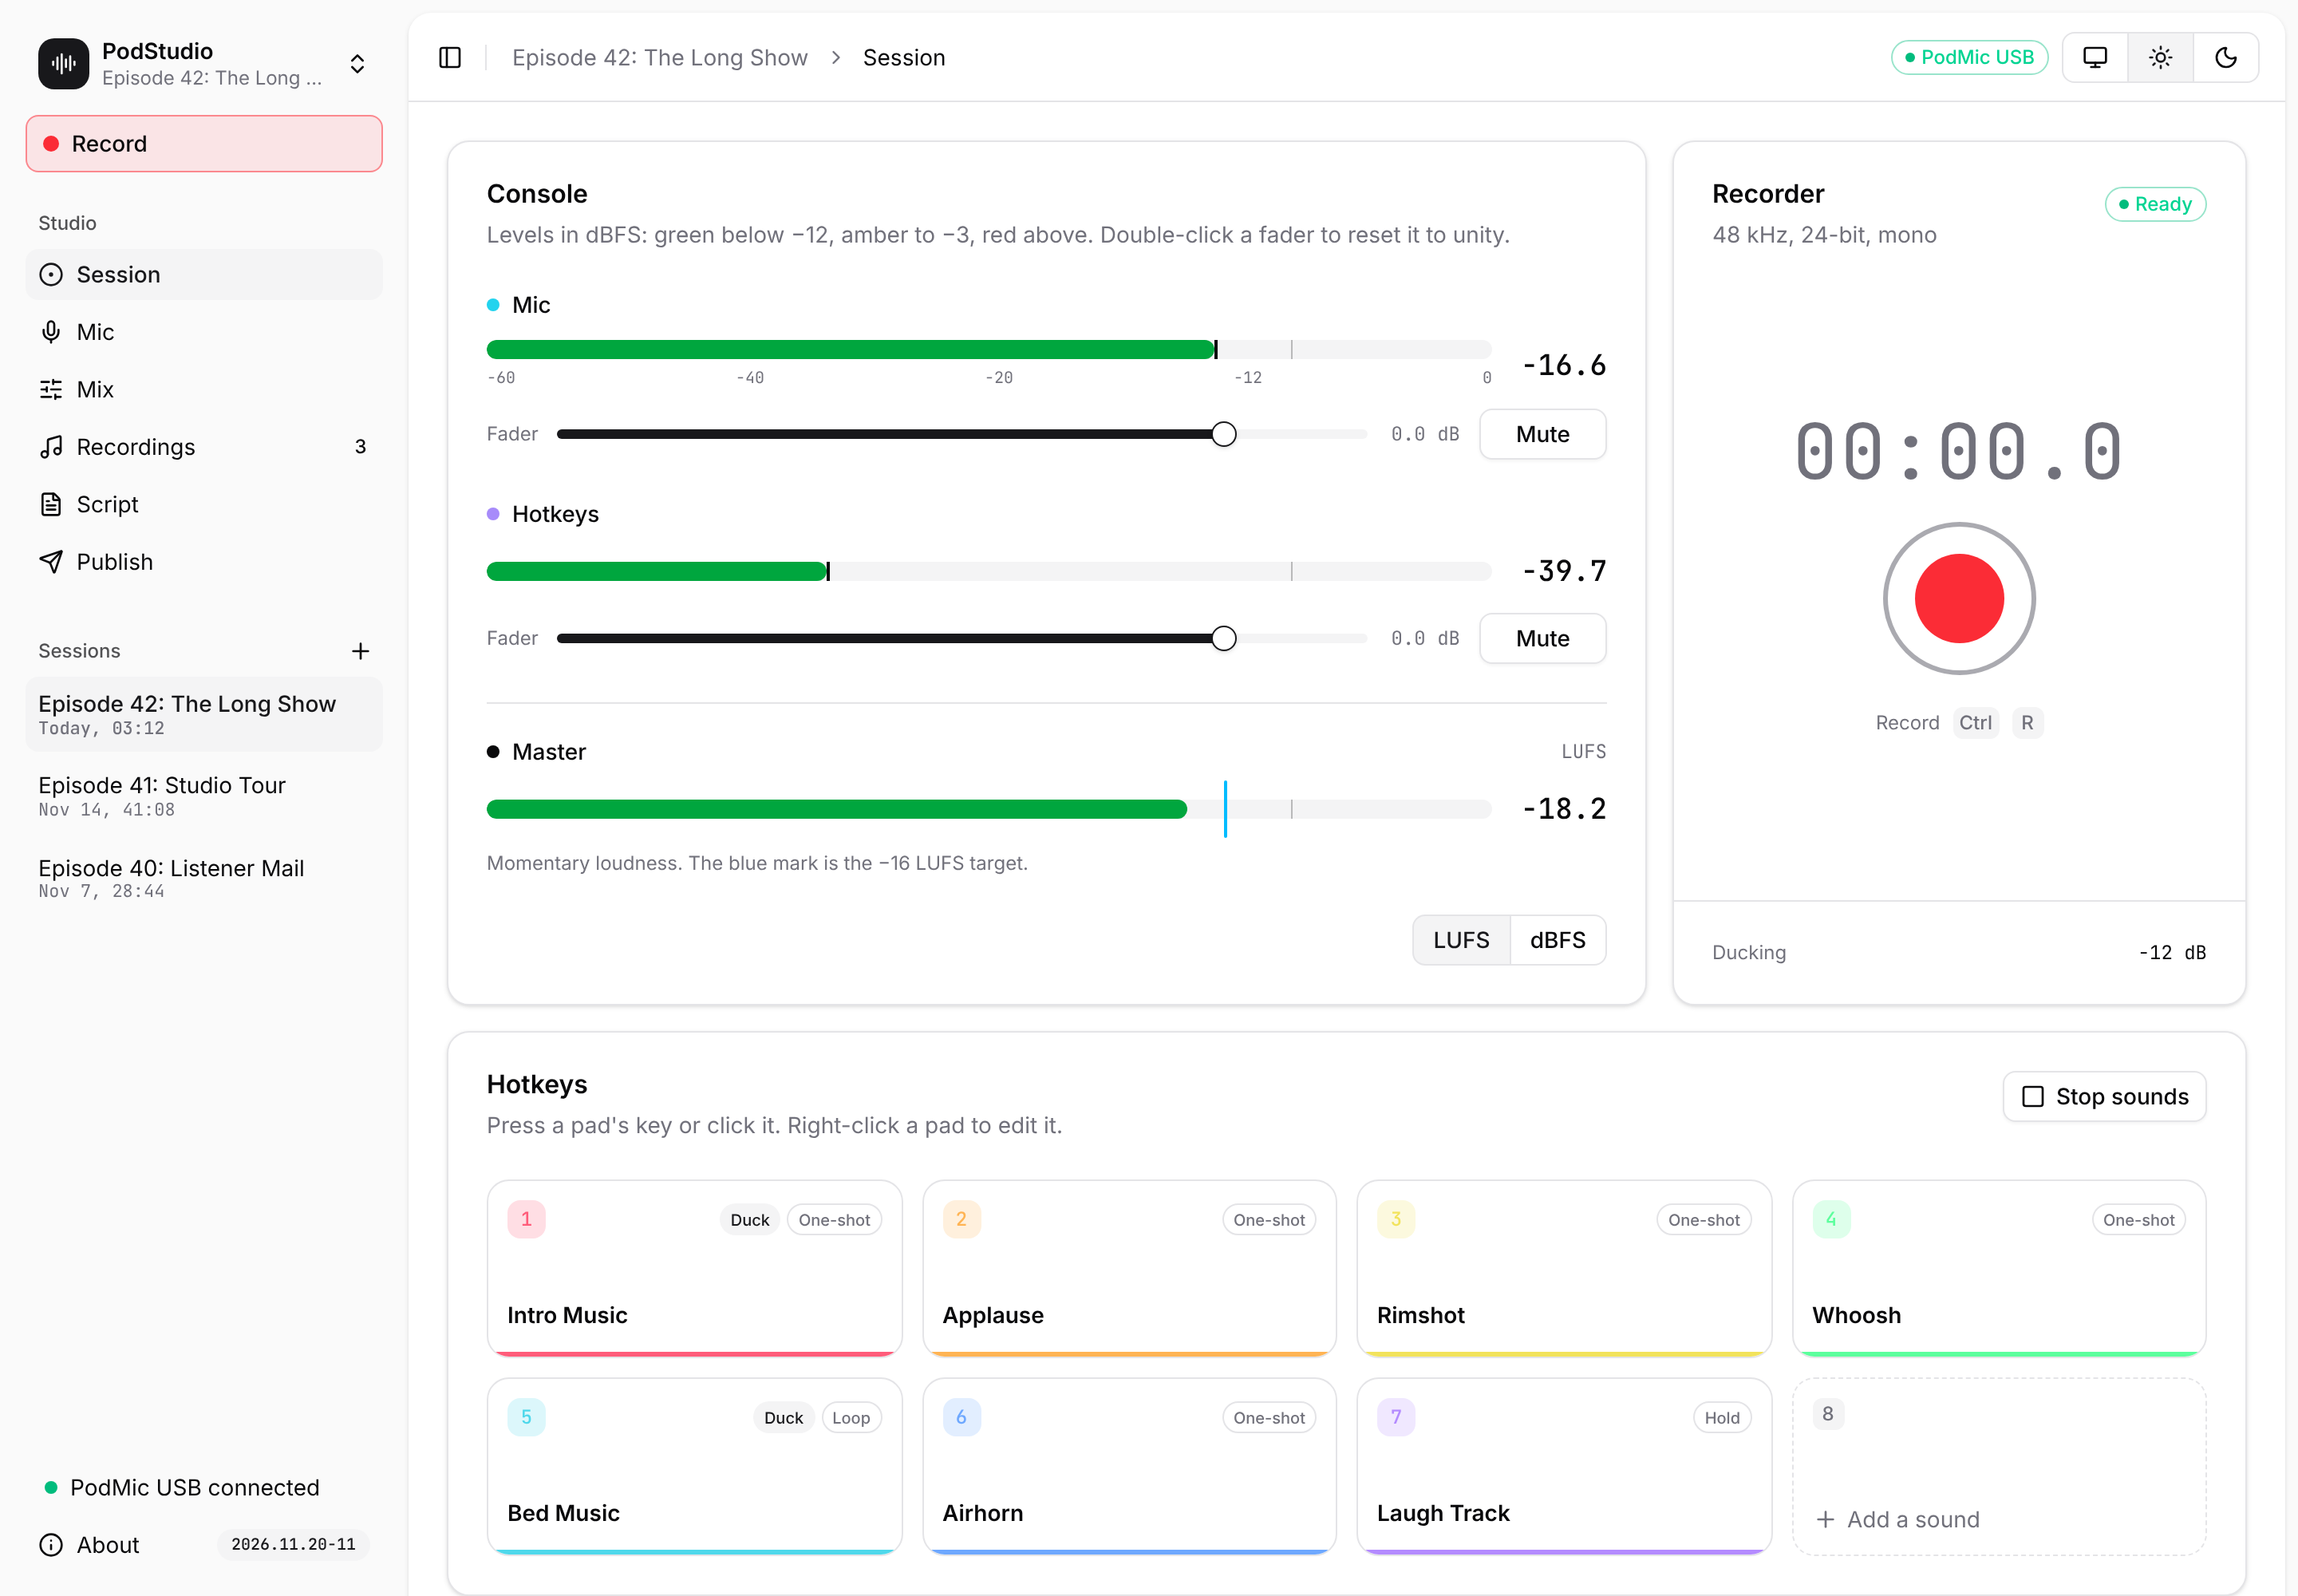 PodStudio
Episode 42: The Long ...
Record
Studio
Session
Mic
Mix
Recordings 3
Script
Publish
Sessions
Episode 42: The Long Show
Today, 03:12
Episode 41: Studio Tour
Nov 14, 41:08
Episode 40: Listener Mail
Nov 7, 28:44
PodMic USB connected
About 2026.11.20-11
Episode 42: The Long Show > Session
PodMic USB
Console
Levels in dBFS: green below −12, amber to −3, red above. Double-click a fader to reset it to unity.
Mic
-16.6
-60 -40 -20 -12 0
Fader 0.0 dB Mute
Hotkeys
-39.7
Fader 0.0 dB Mute
Master LUFS
-18.2
Momentary loudness. The blue mark is the −16 LUFS target.
LUFS dBFS
Recorder
Ready
48 kHz, 24-bit, mono
00:00.0
Record Ctrl R
Ducking -12 dB
Hotkeys
Stop sounds
Press a pad's key or click it. Right-click a pad to edit it.
1 Duck One-shot
Intro Music
2 One-shot
Applause
3 One-shot
Rimshot
4 One-shot
Whoosh
5 Duck Loop
Bed Music
6 One-shot
Airhorn
7 Hold
Laugh Track
8
Add a sound